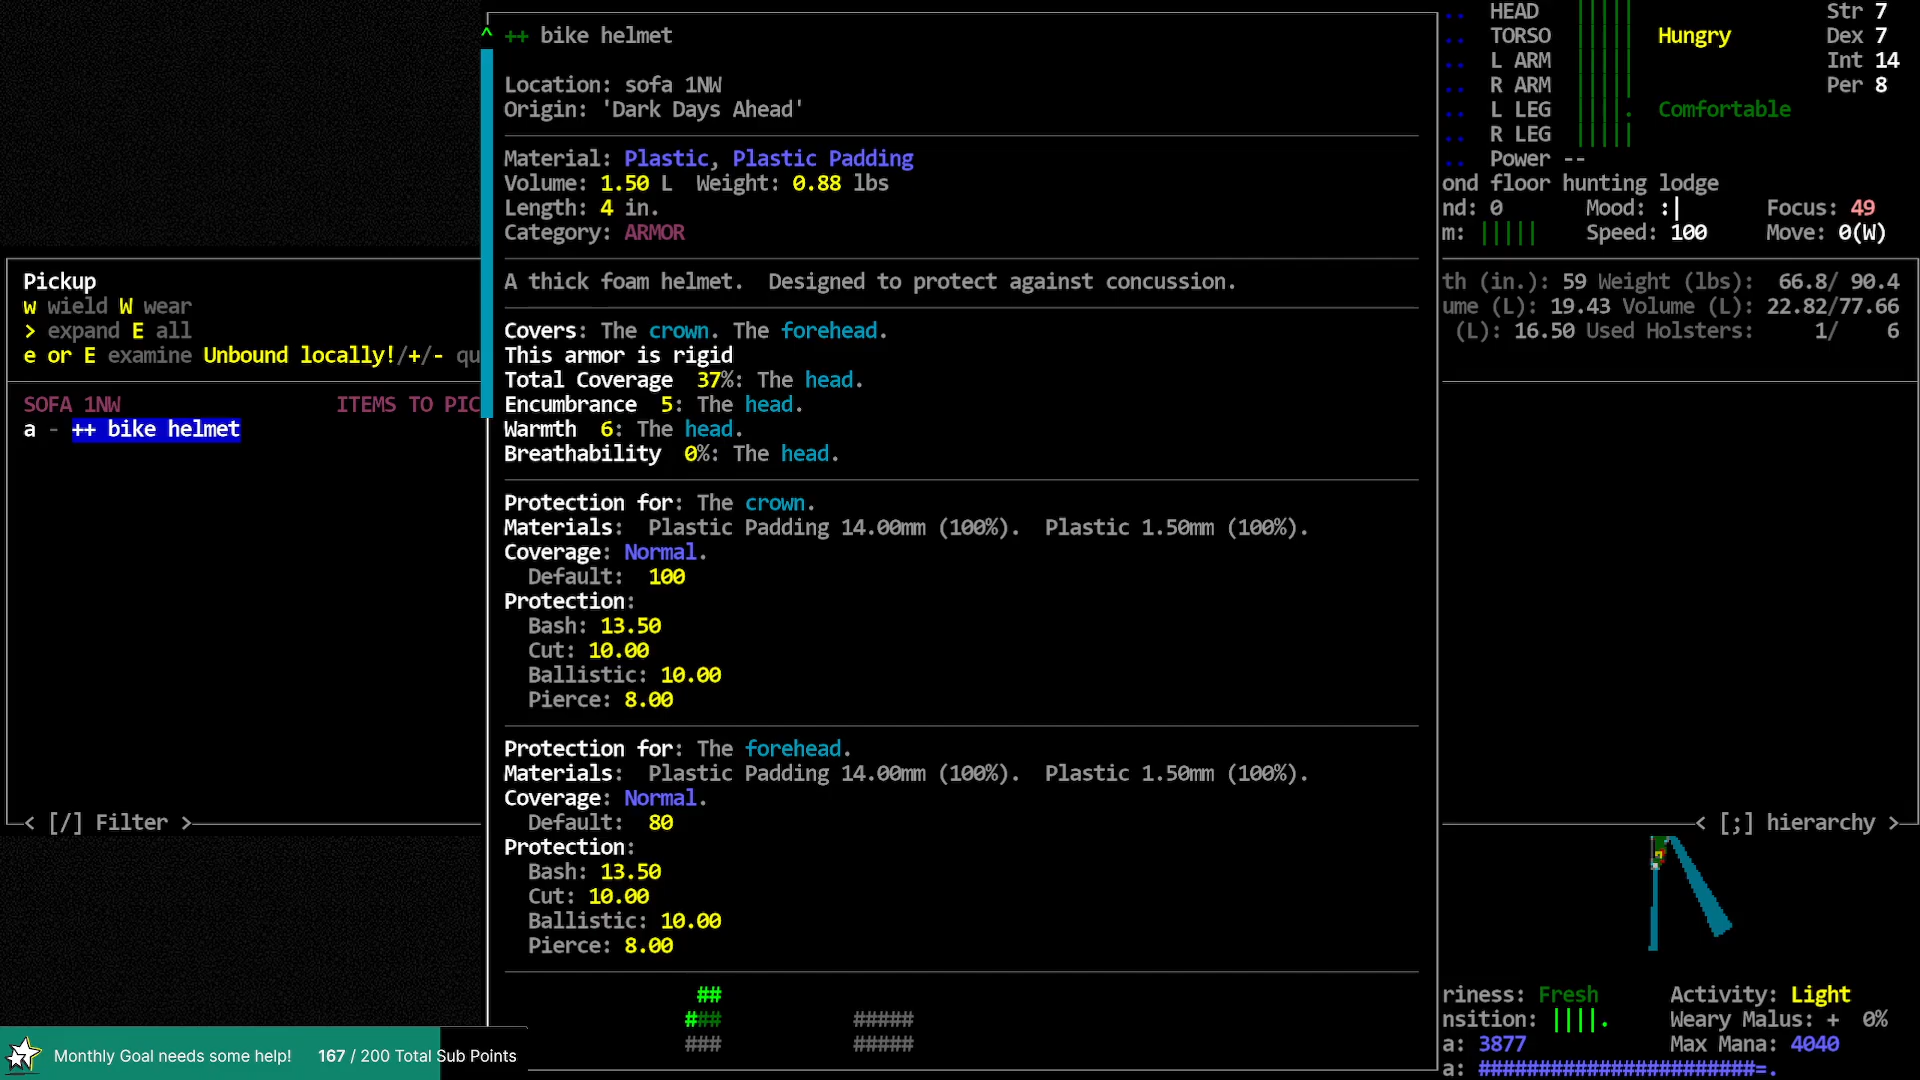 ^ ++ bike helmet
Location: sofa 1NW
Origin: 'Dark Days Ahead'
Material: Plastic, Plastic Padding
Volume: 1.50 L  Weight: 0.88 lbs
Length: 4 in.
Category: ARMOR
A thick foam helmet.  Designed to protect against concussion.
Covers: The crown. The forehead.
This armor is rigid
Total Coverage  37%: The head.
Encumbrance  5: The head.
Warmth  6: The head.
Breathability  0%: The head.
Protection for: The crown.
Materials:  Plastic Padding 14.00mm (100%).  Plastic 1.50mm (100%).
Coverage: Normal.
Default:  100
Protection:
Bash: 13.50
Cut: 10.00
Ballistic: 10.00
Pierce: 8.00
Protection for: The forehead.
Materials:  Plastic Padding 14.00mm (100%).  Plastic 1.50mm (100%).
Coverage: Normal.
Default:  80
Protection:
Bash: 13.50
Cut: 10.00
Ballistic: 10.00
Pierce: 8.00
##
### #####
### #####
Pickup
w wield W wear
> expand E all
e or E examine Unbound locally!/+/- qu
SOFA 1NW ITEMS TO PIC
a - ++ bike helmet
< [/] Filter >
Monthly Goal needs some help! 167 / 200 Total Sub Points
.. HEAD ||||| Str 7
.. TORSO ||||| Hungry Dex 7
.. L ARM ||||| Int 14
.. R ARM ||||| Per 8
.. L LEG ||||. Comfortable
.. R LEG |||||
.. Power --
ond floor hunting lodge
nd: 0 Mood: :| Focus: 49
m: ||||| Speed: 100 Move: 0(W)
th (in.): 59 Weight (lbs): 66.8/ 90.4
ume (L): 19.43 Volume (L): 22.82/77.66
(L): 16.50 Used Holsters: 1/ 6
< [;] hierarchy >
riness: Fresh Activity: Light
nsition: ||||. Weary Malus: + 0%
a: 3877 Max Mana: 4040
a: #######################=.